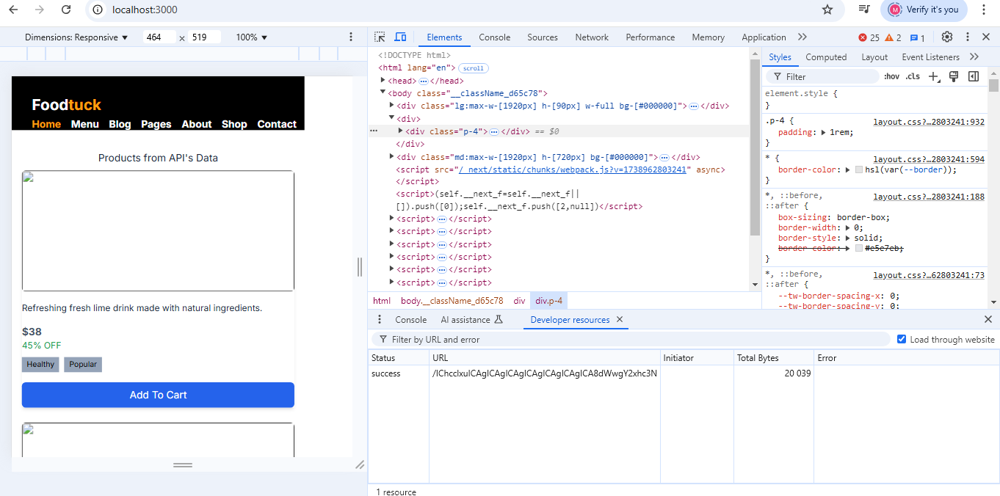 localhost:3000
Verify it's you
Dimensions: Responsive 464 × 519 100%
Elements Console Sources Network Performance Memory Application 25 2 1
Foodtuck
Home Menu Blog Pages About Shop Contact
Products from API's Data
Refreshing fresh lime drink made with natural ingredients.
$38
45% OFF
Healthy Popular
Add To Cart
<!DOCTYPE html>
<html lang="en"> scroll
<head> … </head>
<body class="__className_d65c78">
<div class="lg:max-w-[1920px] h-[90px] w-full bg-[#000000]"> … </div>
<div>
<div class="p-4"> … </div> == $0
</div>
<div class="md:max-w-[1920px] h-[720px] bg-[#000000]"> … </div>
<script src="/_next/static/chunks/webpack.js?v=1738962803241" async>
</script>
<script>(self.__next_f=self.__next_f||
[]).push([0]);self.__next_f.push([2,null])</script>
<script> … </script>
<script> … </script>
<script> … </script>
<script> … </script>
<script> … </script>
<script> … </script>
html body.__className_d65c78 div div.p-4
Styles Computed Layout Event Listeners
Filter :hov .cls
element.style {
}
.p-4 { layout.css?…2803241:932
padding: 1rem;
}
* { layout.css?…2803241:594
border-color: hsl(var(--border));
}
*, ::before, layout.css?…2803241:188
::after {
box-sizing: border-box;
border-width: 0;
border-style: solid;
border-color: #e5e7eb;
}
*, ::before, layout.css?…62803241:73
::after {
--tw-border-spacing-x: 0;
--tw-border-spacing-y: 0;
Console AI assistance Developer resources
Filter by URL and error Load through website
Status URL Initiator Total Bytes Error
success /IChcclxuICAgICAgICAgICAgICAgICAgICA8dWwgY2xhc3N 20 039
1 resource